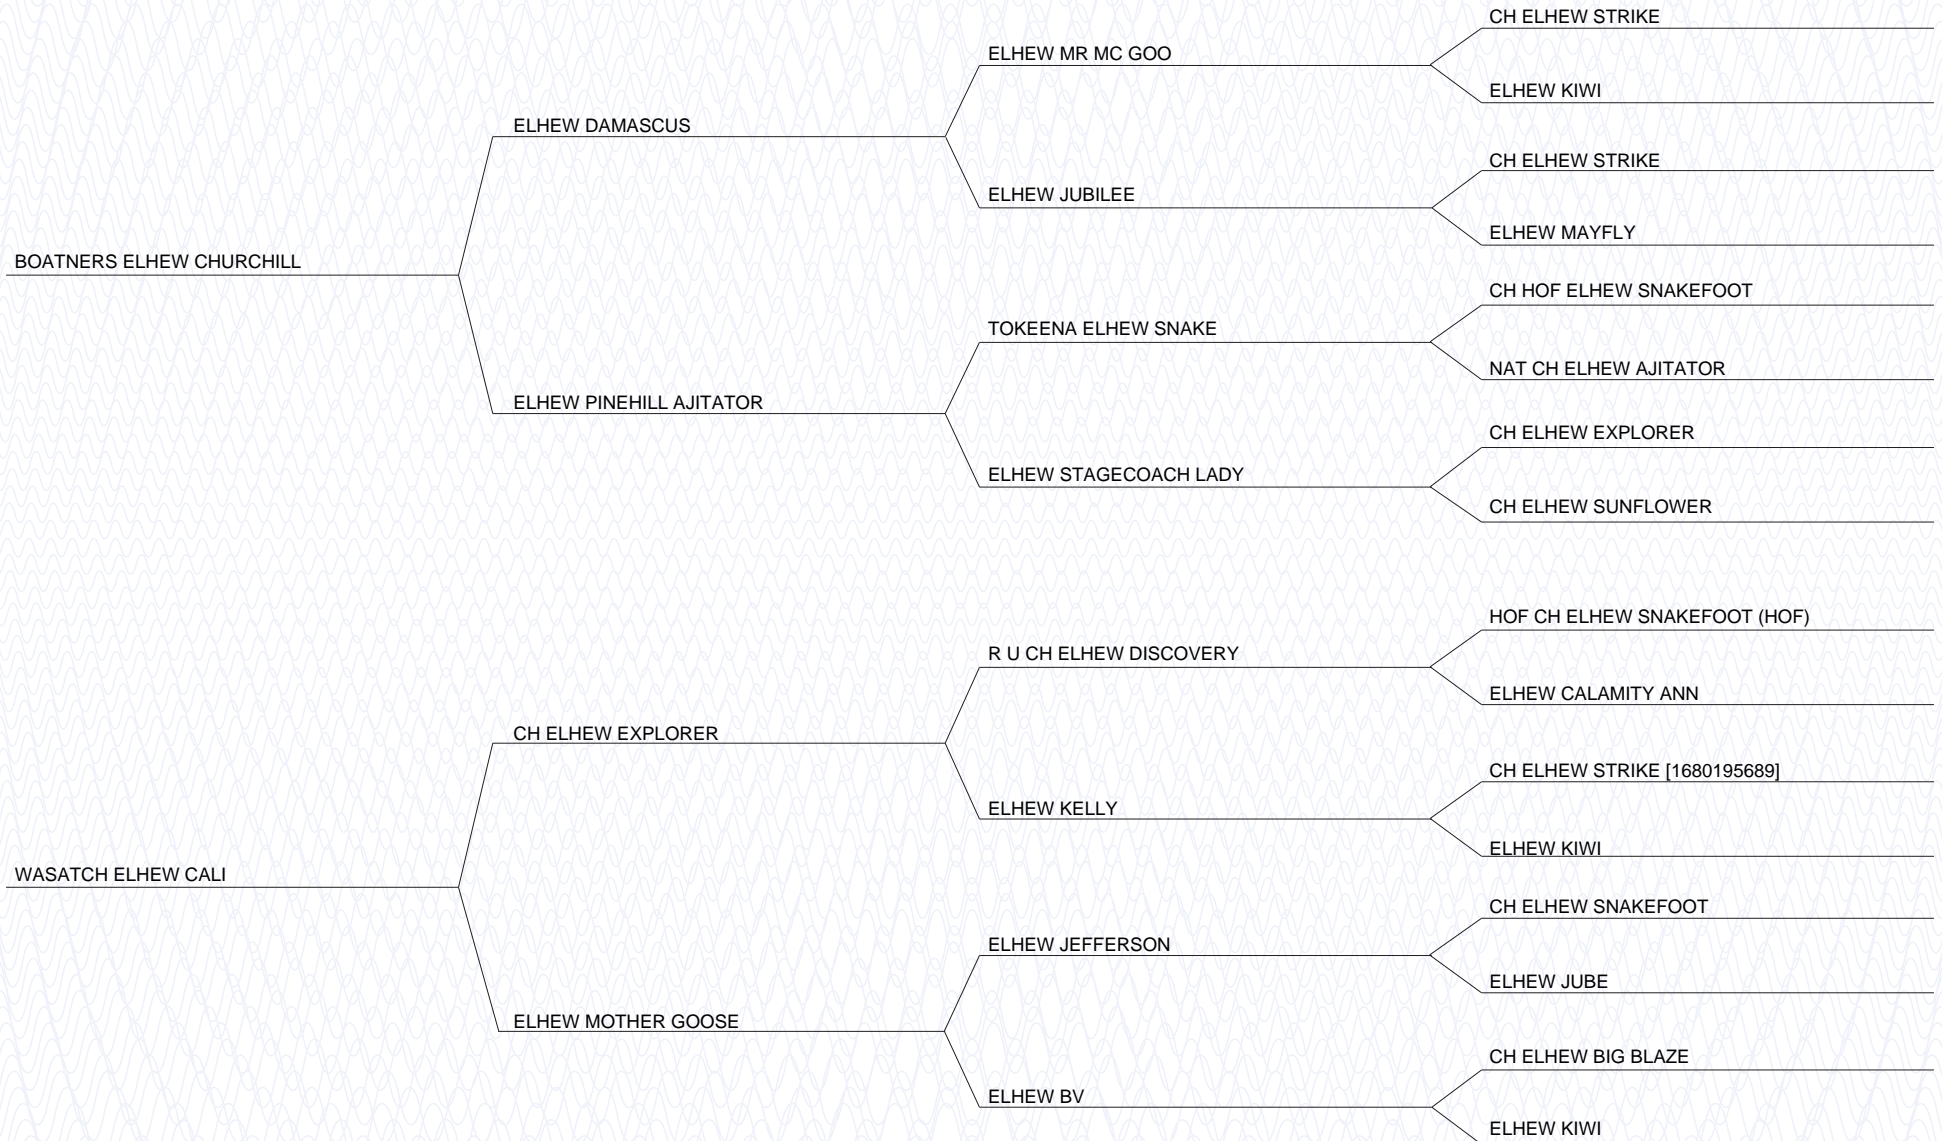 CH ELHEW STRIKE
ELHEW MR MC GOO
ELHEW KIWI
ELHEW DAMASCUS
CH ELHEW STRIKE
ELHEW JUBILEE
ELHEW MAYFLY
BOATNERS ELHEW CHURCHILL
CH HOF ELHEW SNAKEFOOT
TOKEENA ELHEW SNAKE
NAT CH ELHEW AJITATOR
ELHEW PINEHILL AJITATOR
CH ELHEW EXPLORER
ELHEW STAGECOACH LADY
CH ELHEW SUNFLOWER
HOF CH ELHEW SNAKEFOOT (HOF)
R U CH ELHEW DISCOVERY
ELHEW CALAMITY ANN
CH ELHEW EXPLORER
CH ELHEW STRIKE [1680195689]
ELHEW KELLY
ELHEW KIWI
WASATCH ELHEW CALI
CH ELHEW SNAKEFOOT
ELHEW JEFFERSON
ELHEW JUBE
ELHEW MOTHER GOOSE
CH ELHEW BIG BLAZE
ELHEW BV
ELHEW KIWI